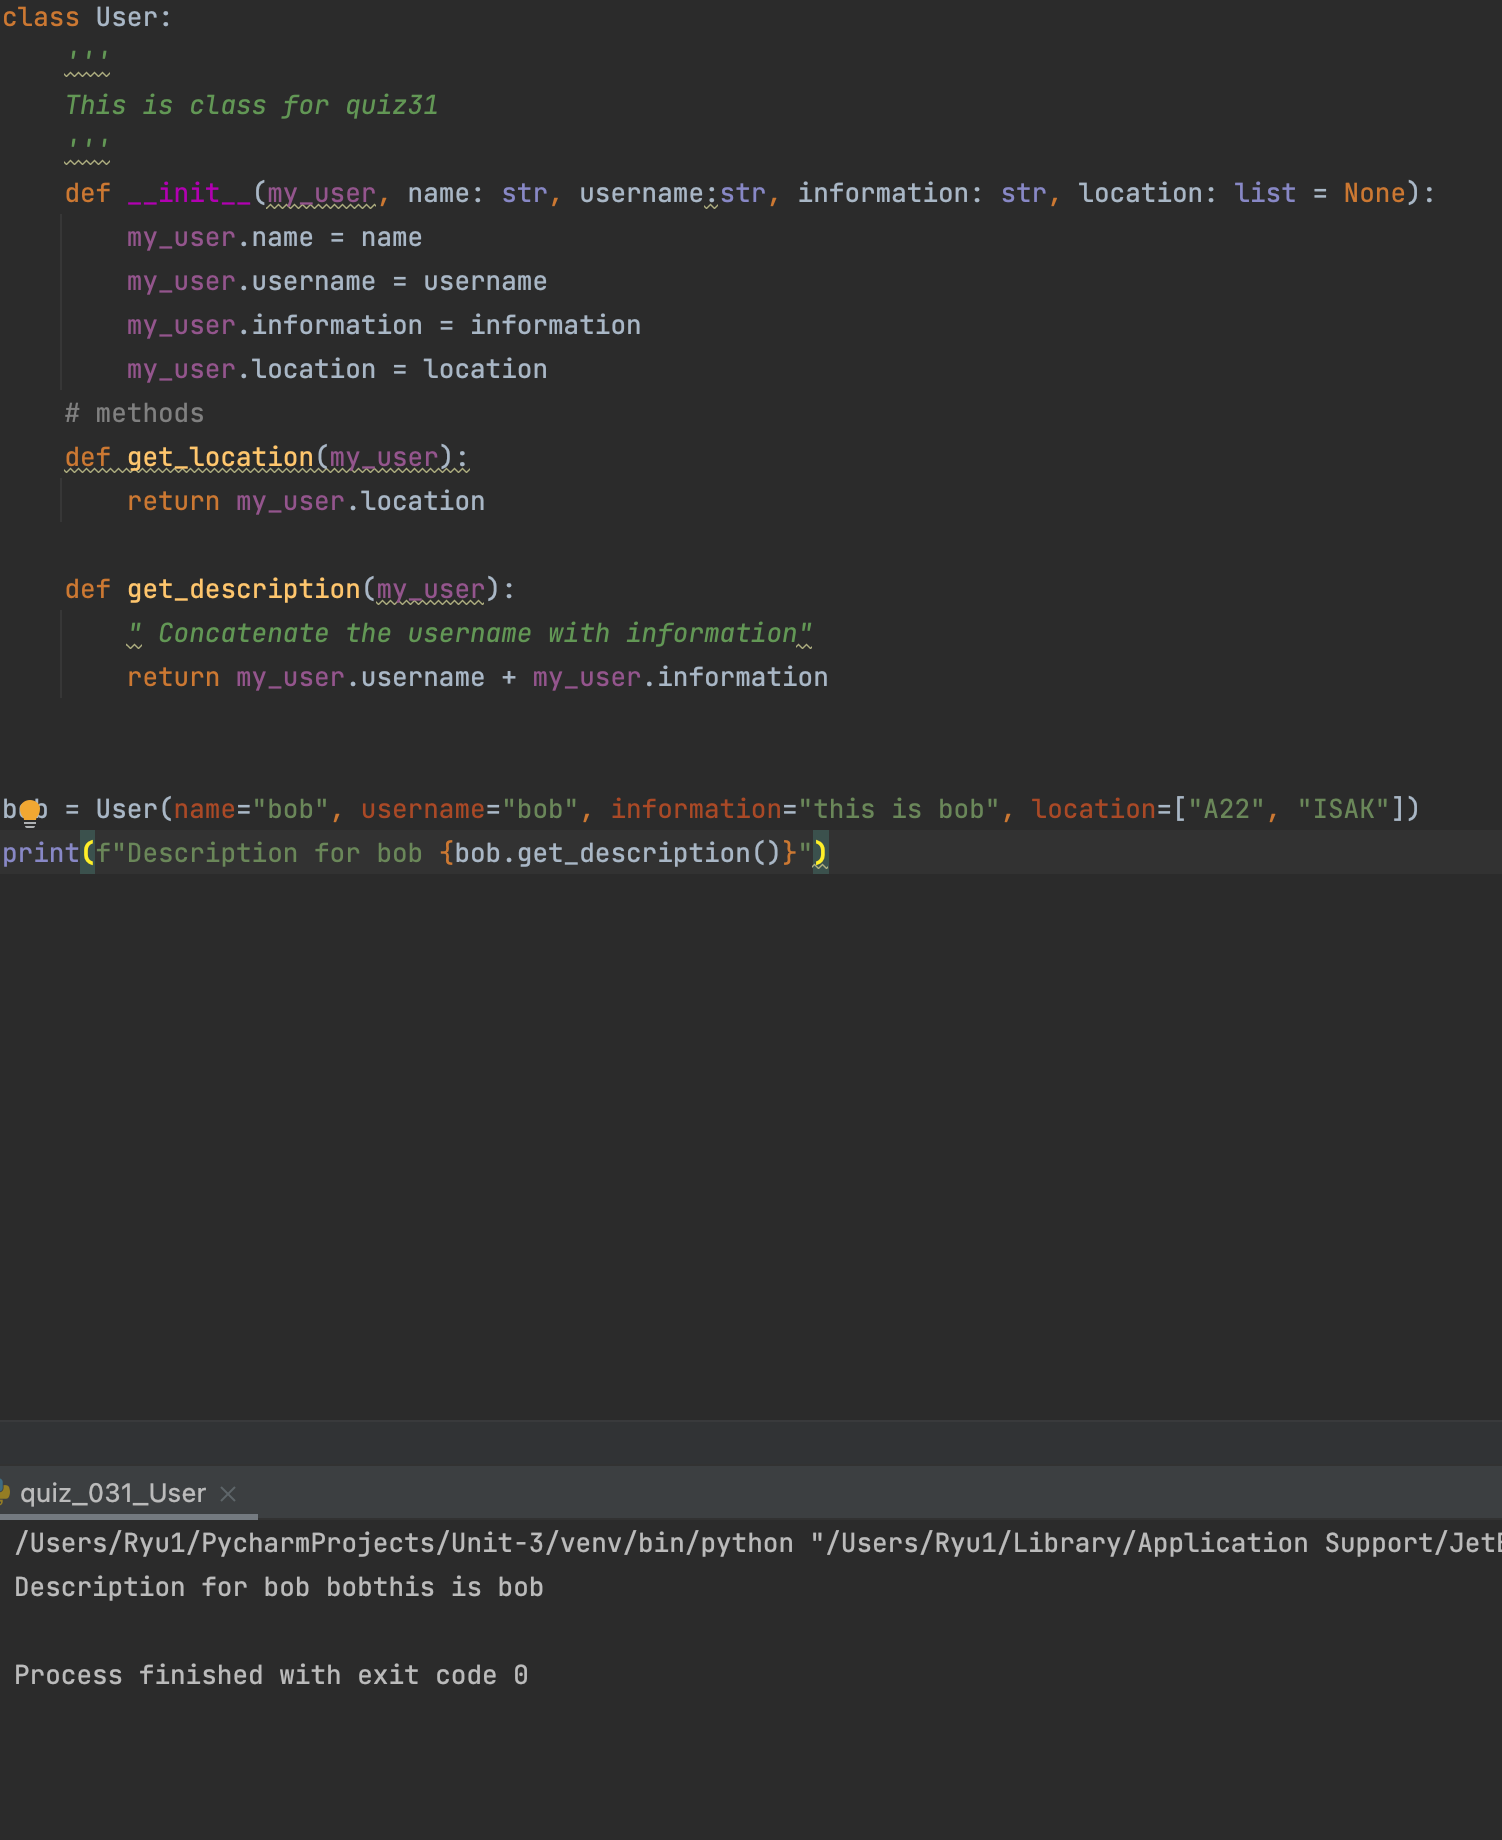 class User:
    '''
    This is class for quiz31
    '''
    def __init__(my_user, name: str, username:str, information: str, location: list = None):
        my_user.name = name
        my_user.username = username
        my_user.information = information
        my_user.location = location
    # methods
    def get_location(my_user):
        return my_user.location
    def get_description(my_user):
        " Concatenate the username with information"
        return my_user.username + my_user.information
bob = User(name="bob", username="bob", information="this is bob", location=["A22", "ISAK"])
print(f"Description for bob {bob.get_description()}")
quiz_031_User
/Users/Ryu1/PycharmProjects/Unit-3/venv/bin/python "/Users/Ryu1/Library/Application Support/Jet
Description for bob bobthis is bob
Process finished with exit code 0